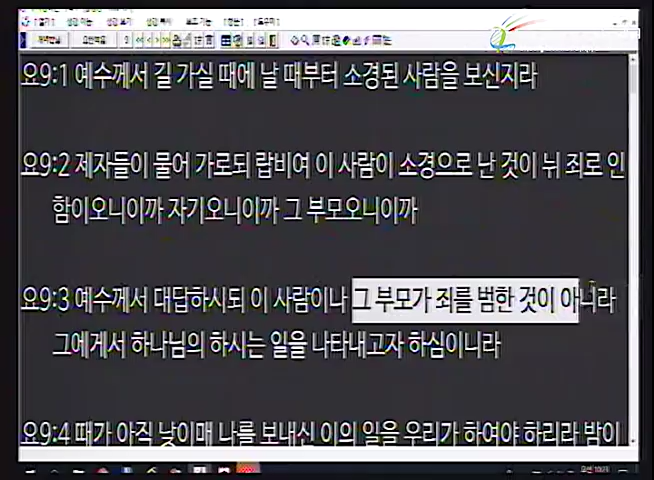 요9:1 예수께서 길 가실 때에 날 때부터 소경된 사람을 보신지라
요9:2 제자들이 물어 가로되 랍비여 이 사람이 소경으로 난 것이 뉘 죄로 인
함이오니이까 자기오니이까 그 부모오니이까
요9:3 예수께서 대답하시되 이 사람이나 그 부모가 죄를 범한 것이 아니라
그에게서 하나님의 하시는 일을 나타내고자 하심이니라
요9:4 때가 아직 낮이매 나를 보내신 이의 일을 우리가 하여야 하리라 밤이